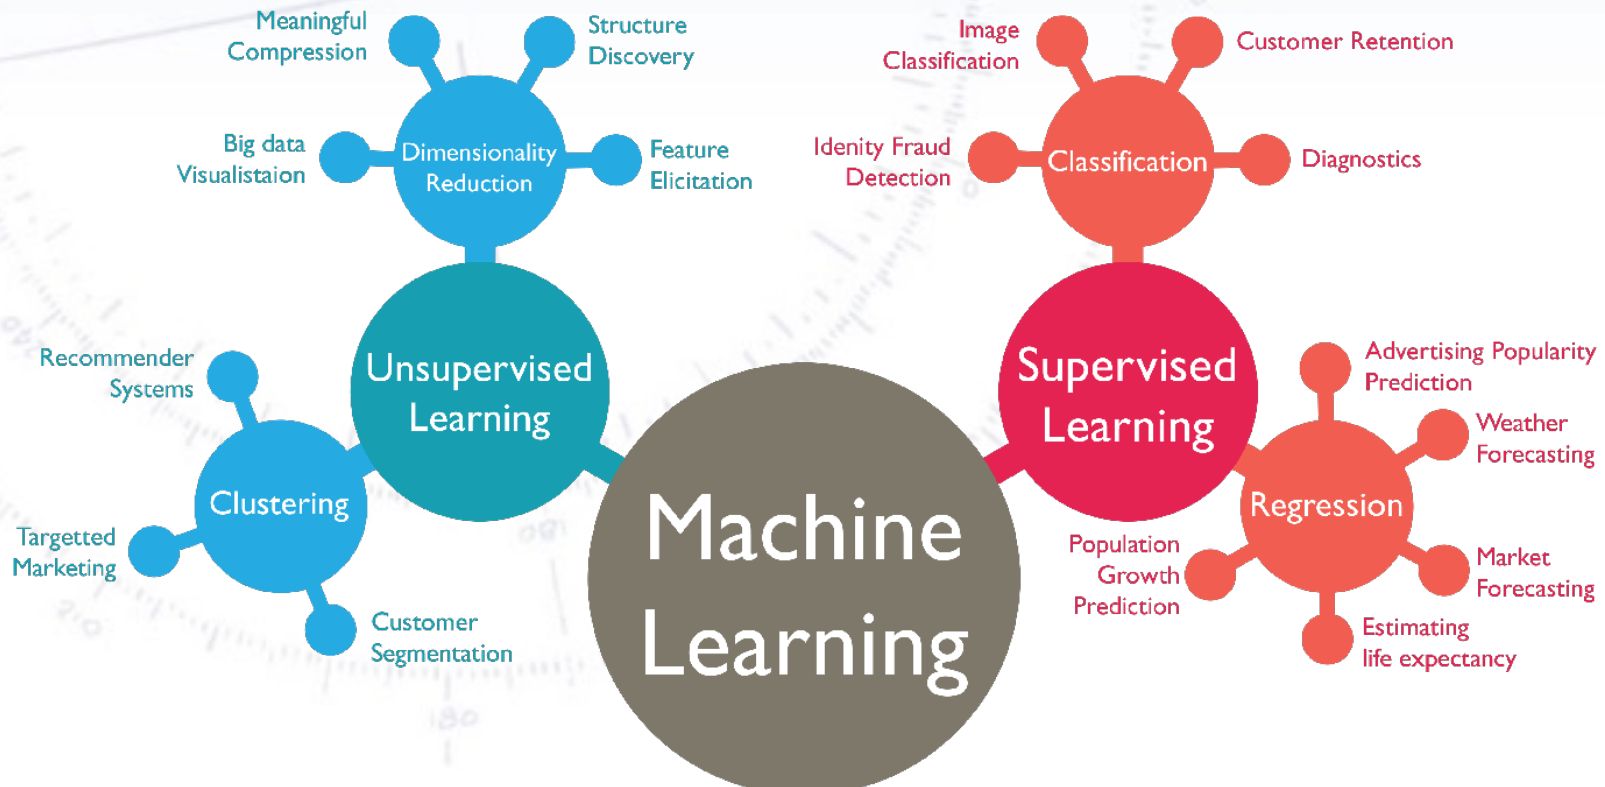 Meaningful
Compression
Structure
Discovery
Big data
Visualistaion
Dimensionality
Reduction
Feature
Elicitation
Image
Classification
Customer Retention
Idenity Fraud
Detection
Classification
Diagnostics
Unsupervised
Learning
Supervised
Learning
Recommender
Systems
Clustering
Targetted
Marketing
Customer
Segmentation
Machine
Learning
Advertising Popularity
Prediction
Weather
Forecasting
Regression
Population
Growth
Prediction
Market
Forecasting
Estimating
life expectancy
180